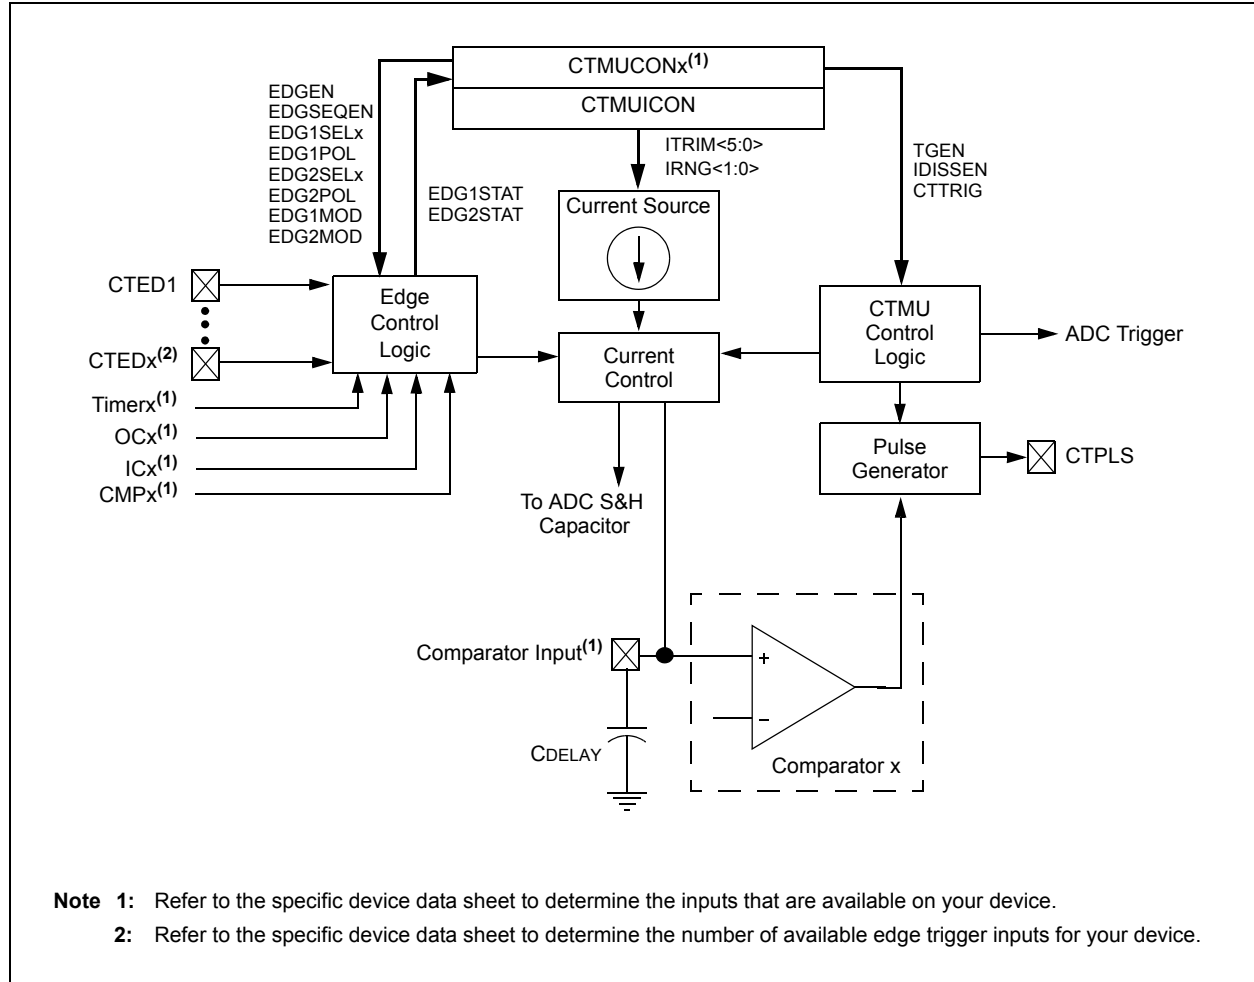 CTMUCONx(1)
CTMUICON
EDGEN
EDGSEQEN
EDG1SELx
EDG1POL
EDG2SELx
EDG2POL
EDG1MOD
EDG2MOD
EDG1STAT
EDG2STAT
ITRIM<5:0>
IRNG<1:0>
TGEN
IDISSEN
CTTRIG
Current Source
CTED1
CTEDx(2)
Timerx(1)
OCx(1)
ICx(1)
CMPx(1)
Edge
Control
Logic
Current
Control
CTMU
Control
Logic
ADC Trigger
Pulse
Generator
CTPLS
To ADC S&H
Capacitor
Comparator Input(1)
+
–
CDELAY
Comparator x
Note 1: Refer to the specific device data sheet to determine the inputs that are available on your device.
2: Refer to the specific device data sheet to determine the number of available edge trigger inputs for your device.